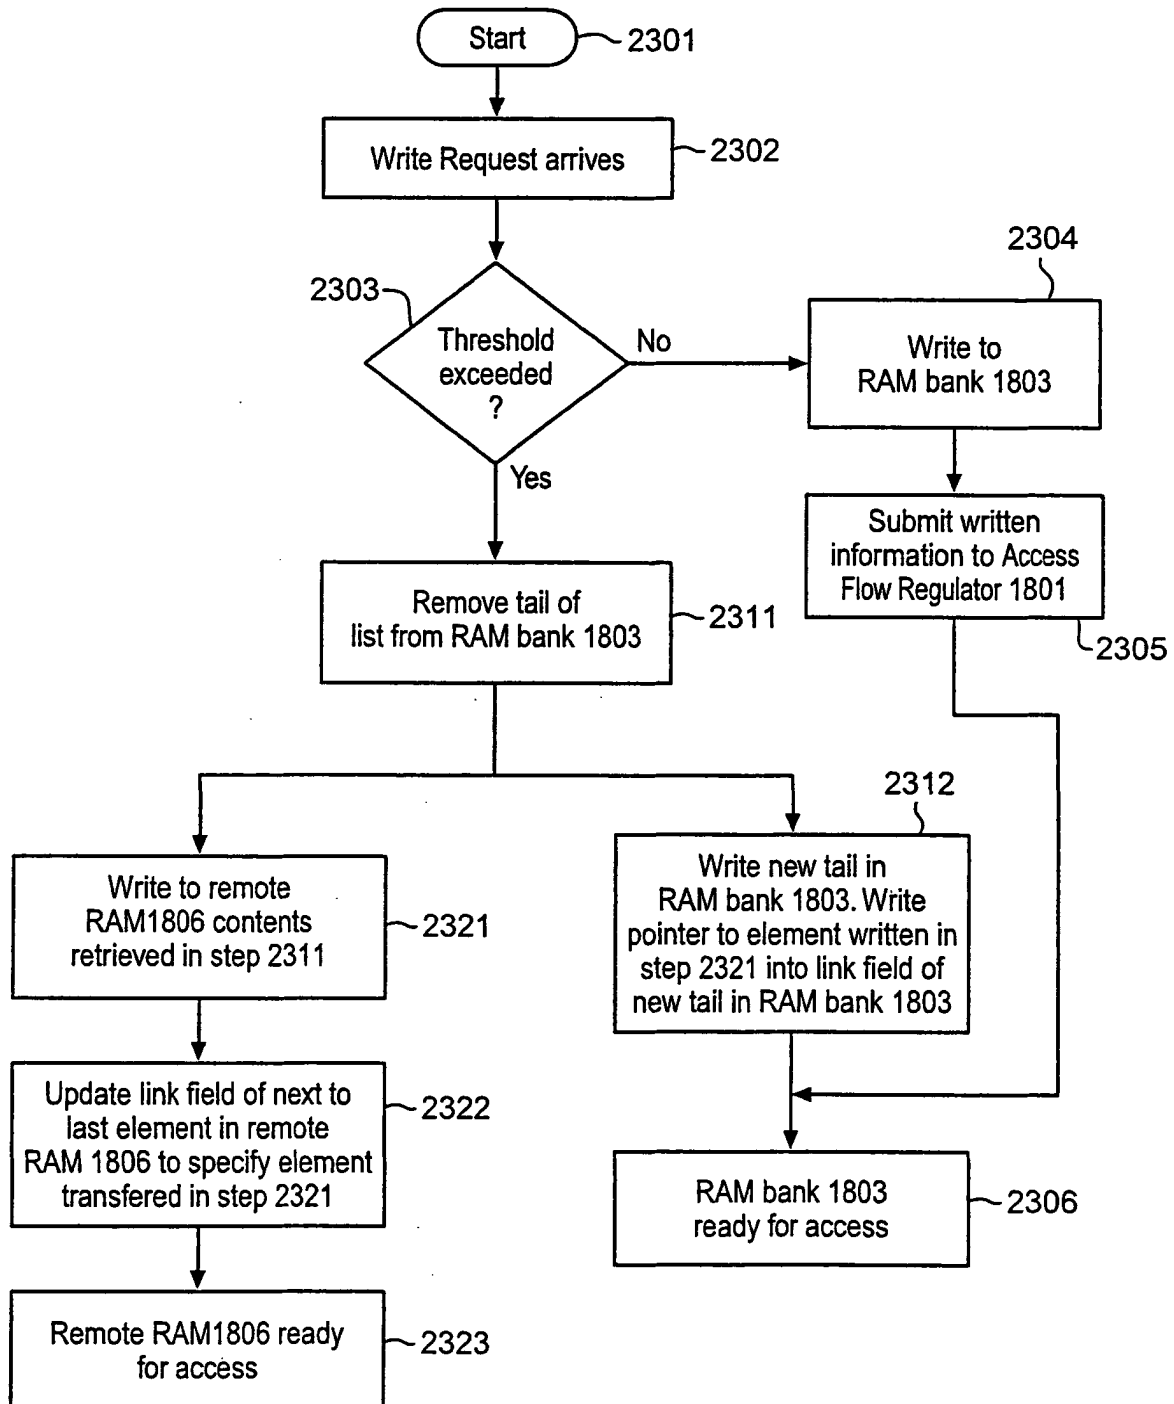 Start
2301
Write Request arrives
2302
2303
Threshold
exceeded
?
No
Yes
2304
Write to
RAM bank 1803
Submit written
information to Access
Flow Regulator 1801
2305
Remove tail of
list from RAM bank 1803
2311
2312
Write new tail in
RAM bank 1803. Write
pointer to element written in
step 2321 into link field of
new tail in RAM bank 1803
Write to remote
RAM1806 contents
retrieved in step 2311
2321
Update link field of next to
last element in remote
RAM 1806 to specify element
transfered in step 2321
2322
RAM bank 1803
ready for access
2306
Remote RAM1806 ready
for access
2323